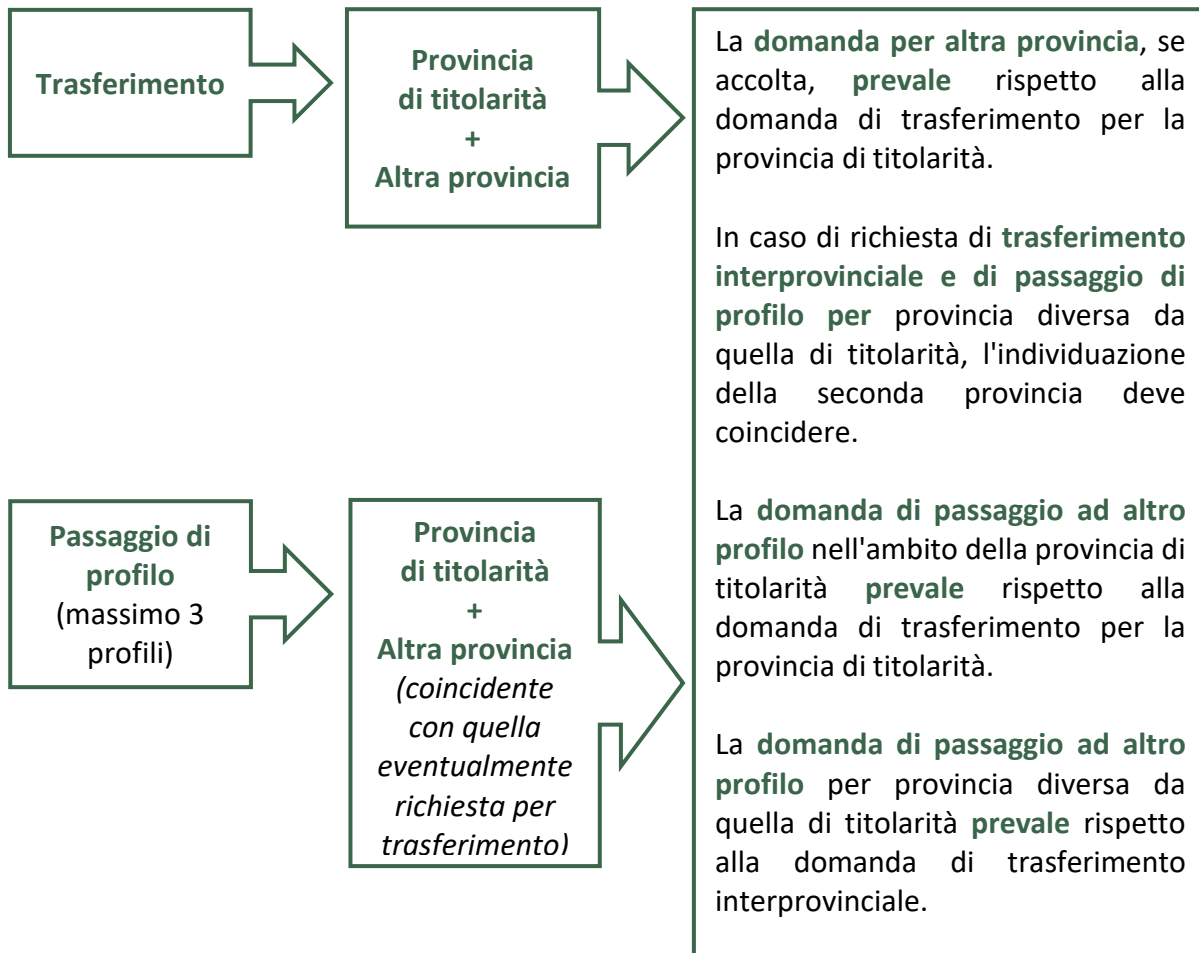 Trasferimento
Provincia
di titolarità
+
Altra provincia
La domanda per altra provincia, se
accolta, prevale rispetto alla
domanda di trasferimento per la
provincia di titolarità.
In caso di richiesta di trasferimento
interprovinciale e di passaggio di
profilo per provincia diversa da
quella di titolarità, l'individuazione
della seconda provincia deve
coincidere.
Passaggio di
profilo
(massimo 3
profili)
Provincia
di titolarità
+
Altra provincia
(coincidente
con quella
eventualmente
richiesta per
trasferimento)
La domanda di passaggio ad altro
profilo nell'ambito della provincia di
titolarità prevale rispetto alla
domanda di trasferimento per la
provincia di titolarità.
La domanda di passaggio ad altro
profilo per provincia diversa da
quella di titolarità prevale rispetto
alla domanda di trasferimento
interprovinciale.